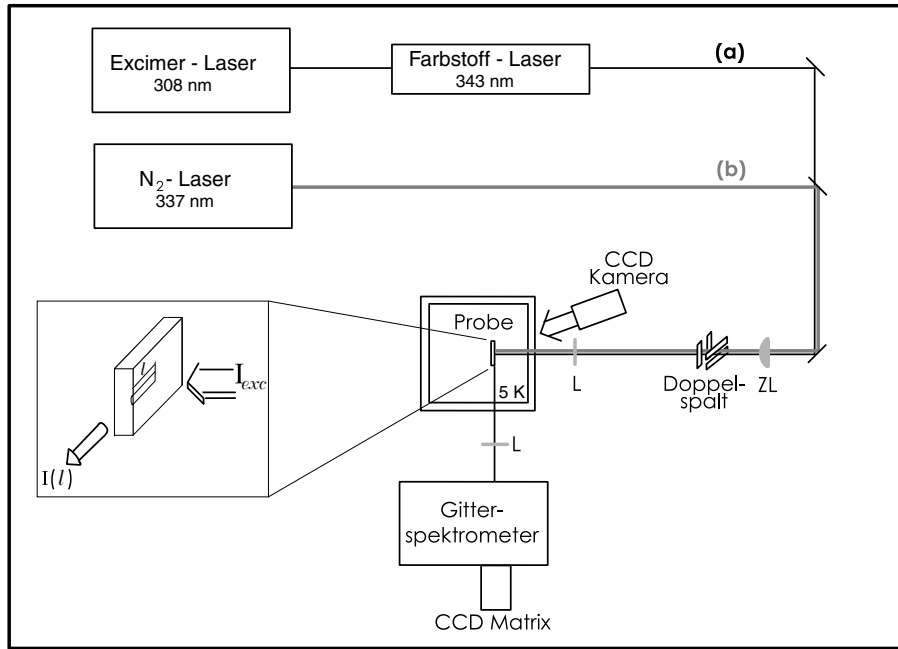 Excimer - Laser
308 nm
Farbstoff - Laser
343 nm
(a)
N2 - Laser
337 nm
(b)
CCD
Kamera
Probe
5 K
L
Doppel-
spalt
ZL
l
Iexc
I(l)
L
Gitter-
spektrometer
CCD Matrix